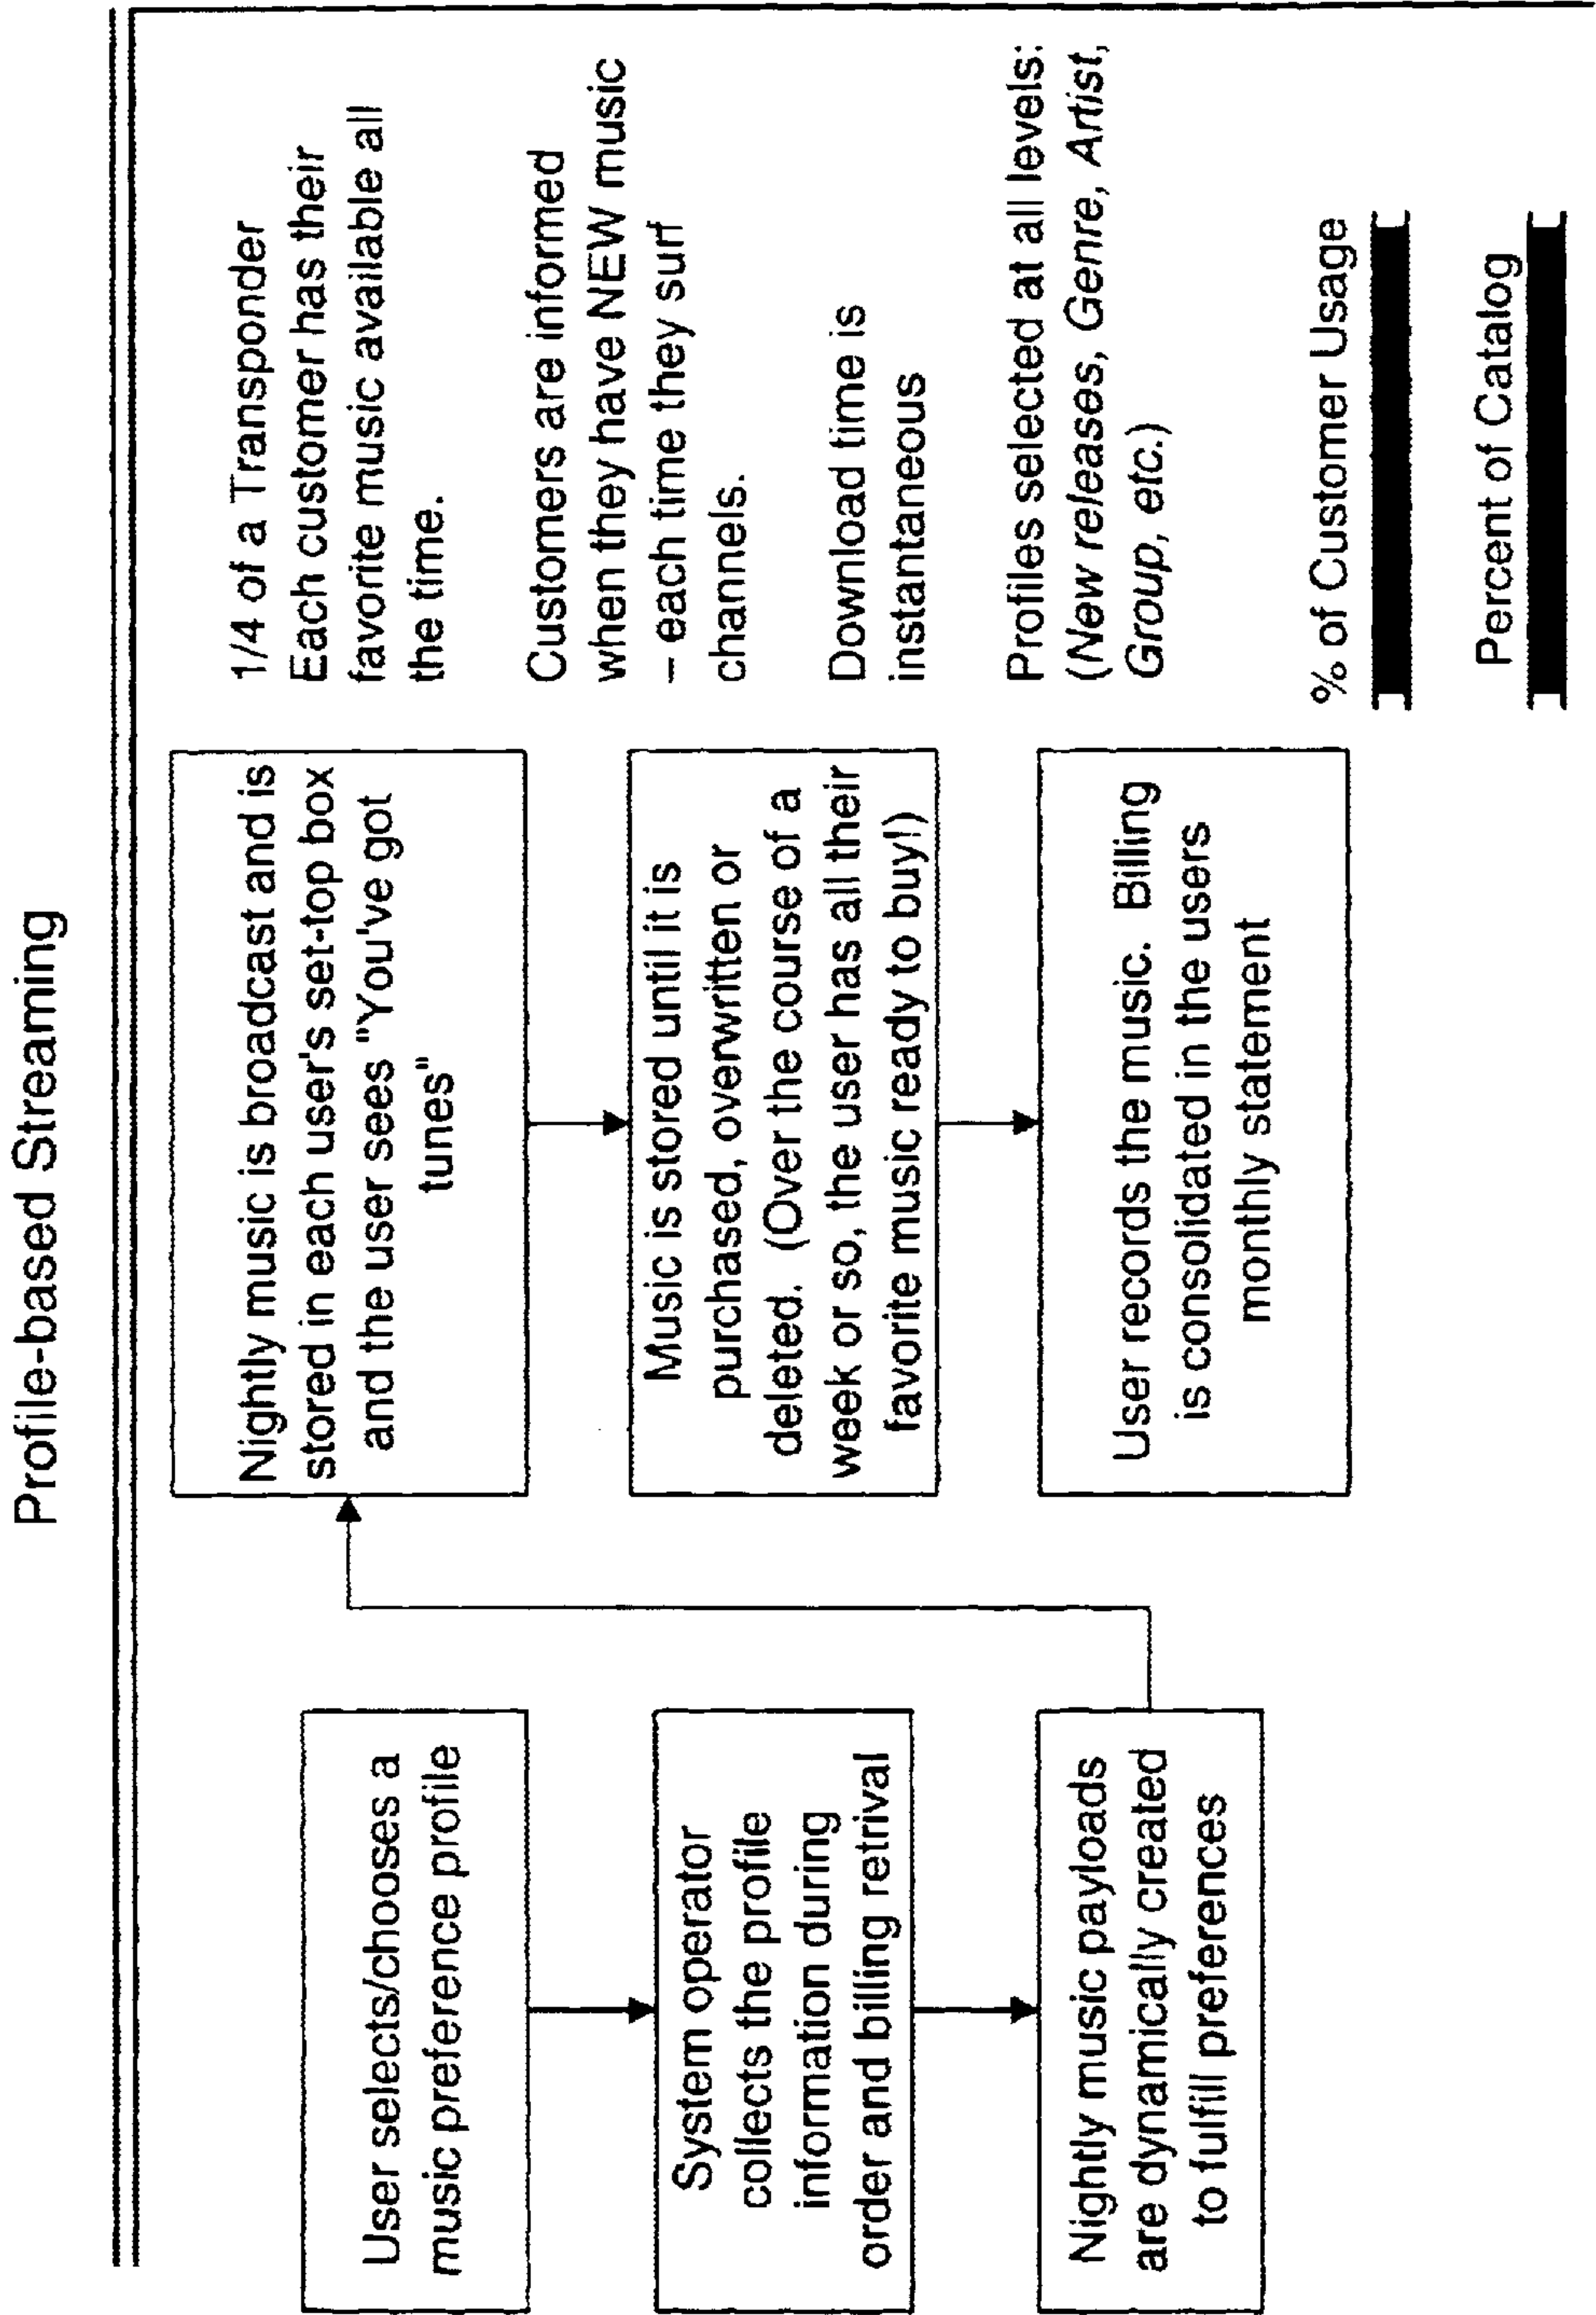 Profile-based Streaming
User selects/chooses a
music preference profile
System operator
collects the profile
information during
order and billing retrival
Nightly music payloads
are dynamically created
to fulfill preferences
Nightly music is broadcast and is
stored in each user's set-top box
and the user sees "You've got
tunes"
Music is stored until it is
purchased, overwritten or
deleted. (Over the course of a
week or so, the user has all their
favorite music ready to buy!)
User records the music. Billing
is consolidated in the users
monthly statement
1/4 of a Transponder
Each customer has their
favorite music available all
the time.
Customers are informed
when they have NEW music
– each time they surf
channels.
Download time is
instantaneous
Profiles selected at all levels:
(New releases, Genre, Artist,
Group, etc.)
% of Customer Usage
Percent of Catalog